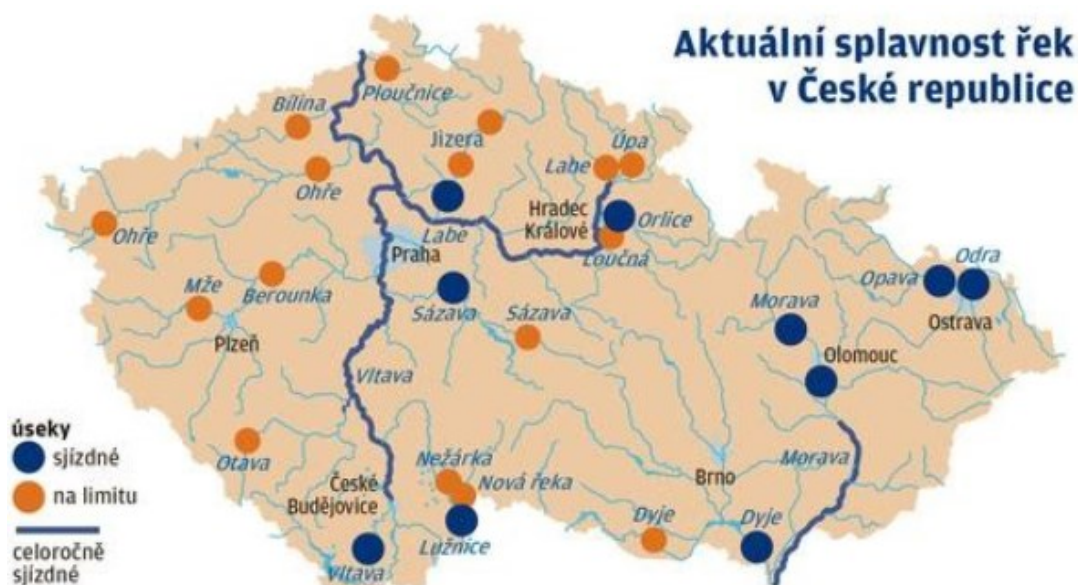 Aktuální splavnost řek
v České republice
Ploučnice
Bílina
Jizera
Úpa
Labe
Ohře
Hradec
Králové
Orlice
Ohře
Labe
Loučná
Praha
Odra
Opava
Mže
Berounka
Sázava
Sázava
Morava
Ostrava
Plzeň
Olomouc
Vltava
úseky
sjízdné
na limitu
celoročně
sjízdné
Otava
Nežárka
Nová řeka
Morava
Brno
České
Budějovice
Lužnice
Dyje
Dyje
Vltava